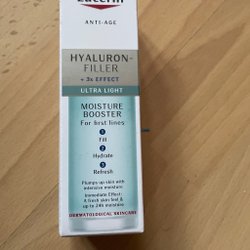 Eucerin
ANTI-AGE
HYALURON-
FILLER
+ 3x EFFECT
ULTRA LIGHT
MOISTURE
BOOSTER
For first lines
1
Fill
2
Hydrate
3
Refresh
Plumps up skin with
intensive moisture
Immediate Effect:
A fresh skin feel &
up to 24h moisture
DERMATOLOGICAL SKINCARE